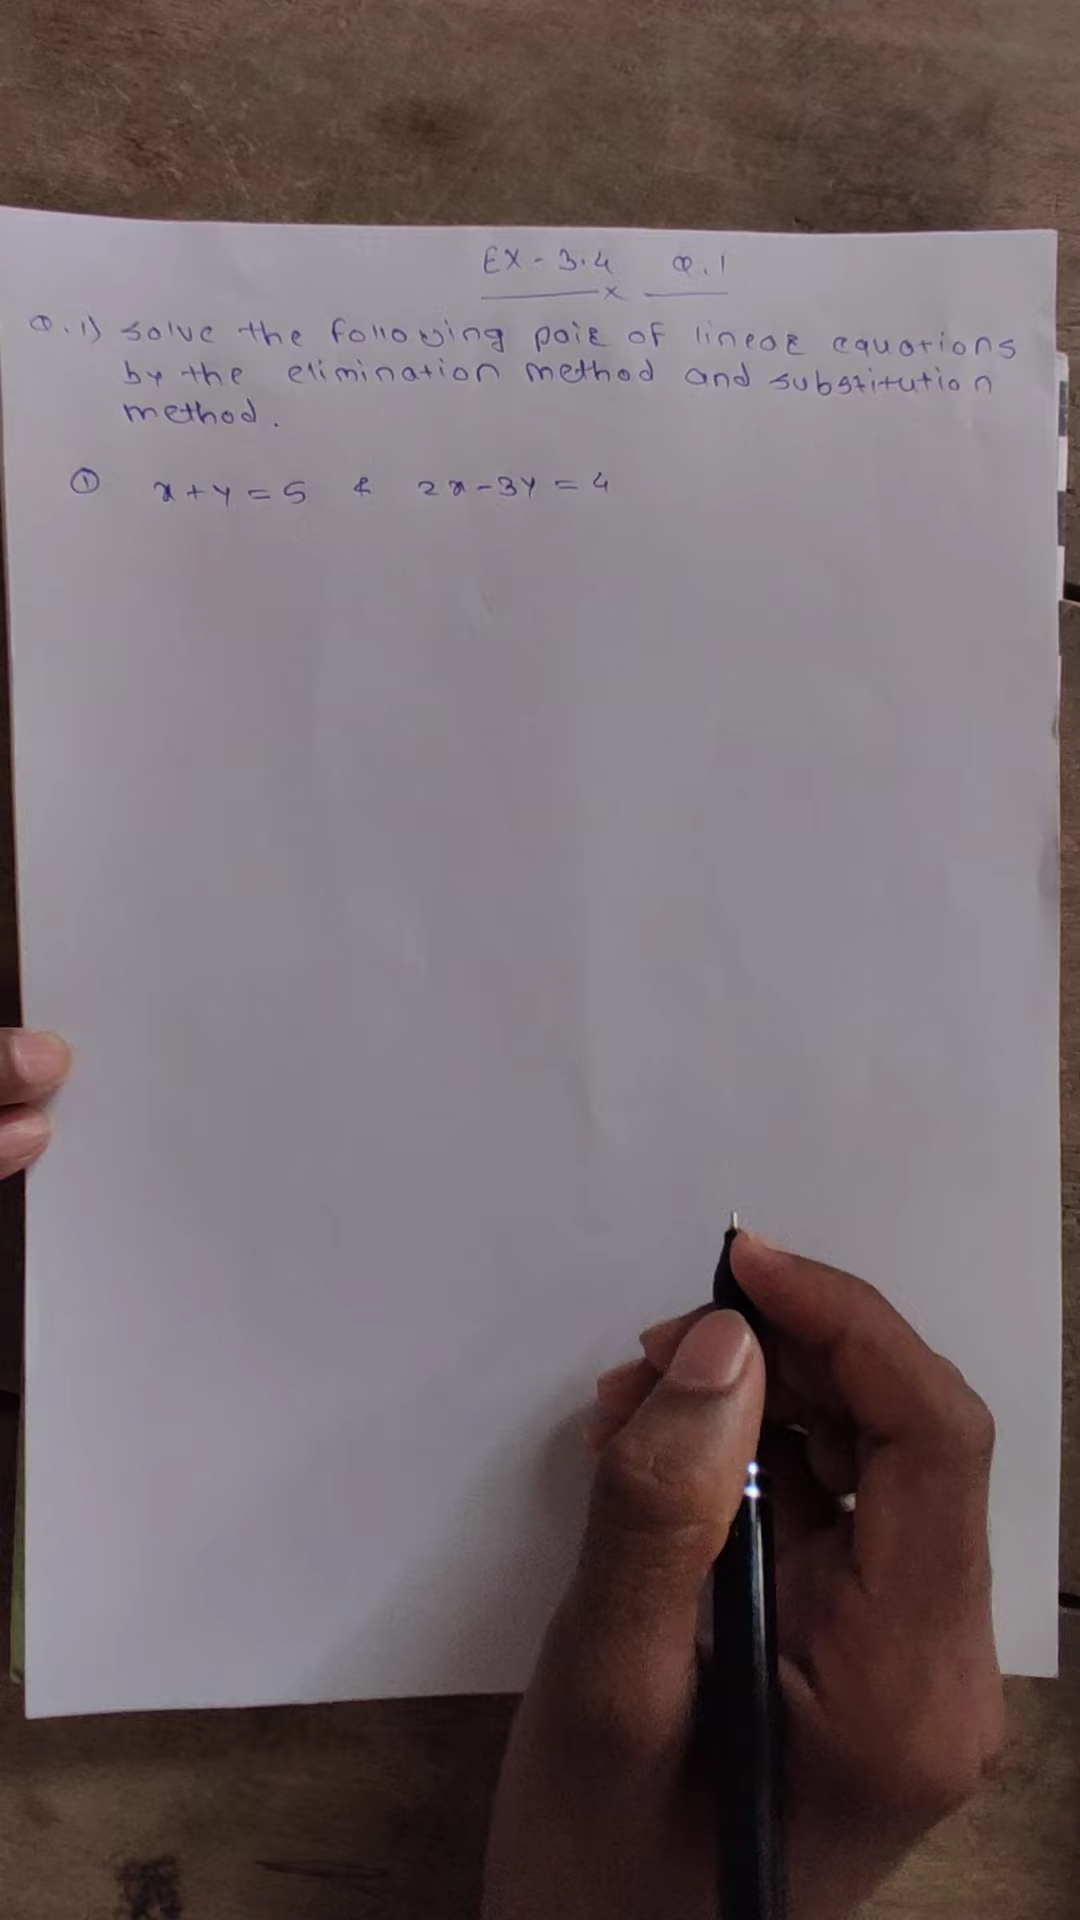 EX - 3.4 Q.1
Q.1) Solve the following pair of linear equations
by the elimination method and substitution
method.
① x+y=5 & 2x-3y=4